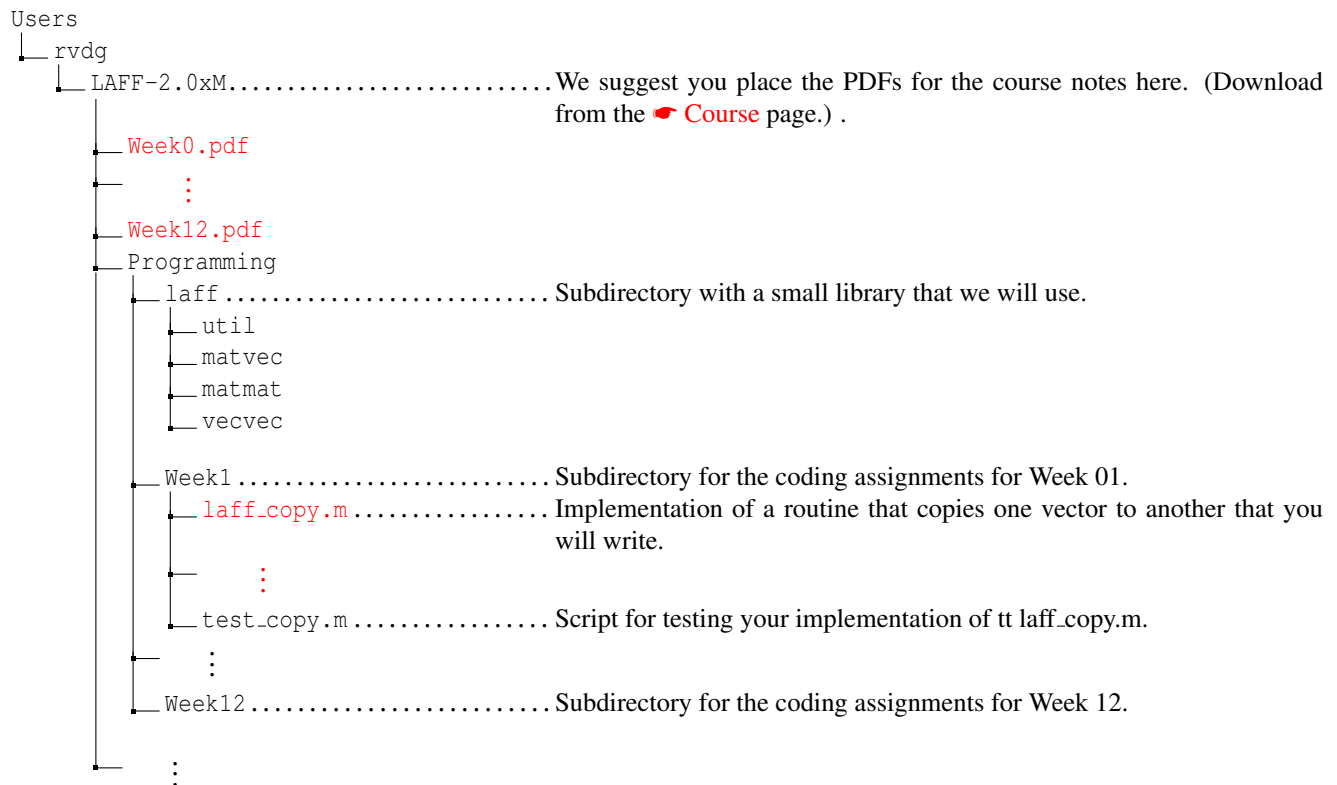 Users
rvdg
LAFF-2.0xM............................We suggest you place the PDFs for the course notes here. (Download
from the ☛ Course page.) .
Week0.pdf
⋮
Week12.pdf
Programming
laff............................Subdirectory with a small library that we will use.
util
matvec
matmat
vecvec
Week1...........................Subdirectory for the coding assignments for Week 01.
laff_copy.m.................Implementation of a routine that copies one vector to another that you
will write.
⋮
test_copy.m.................Script for testing your implementation of tt laff_copy.m.
⋮
Week12..........................Subdirectory for the coding assignments for Week 12.
⋮